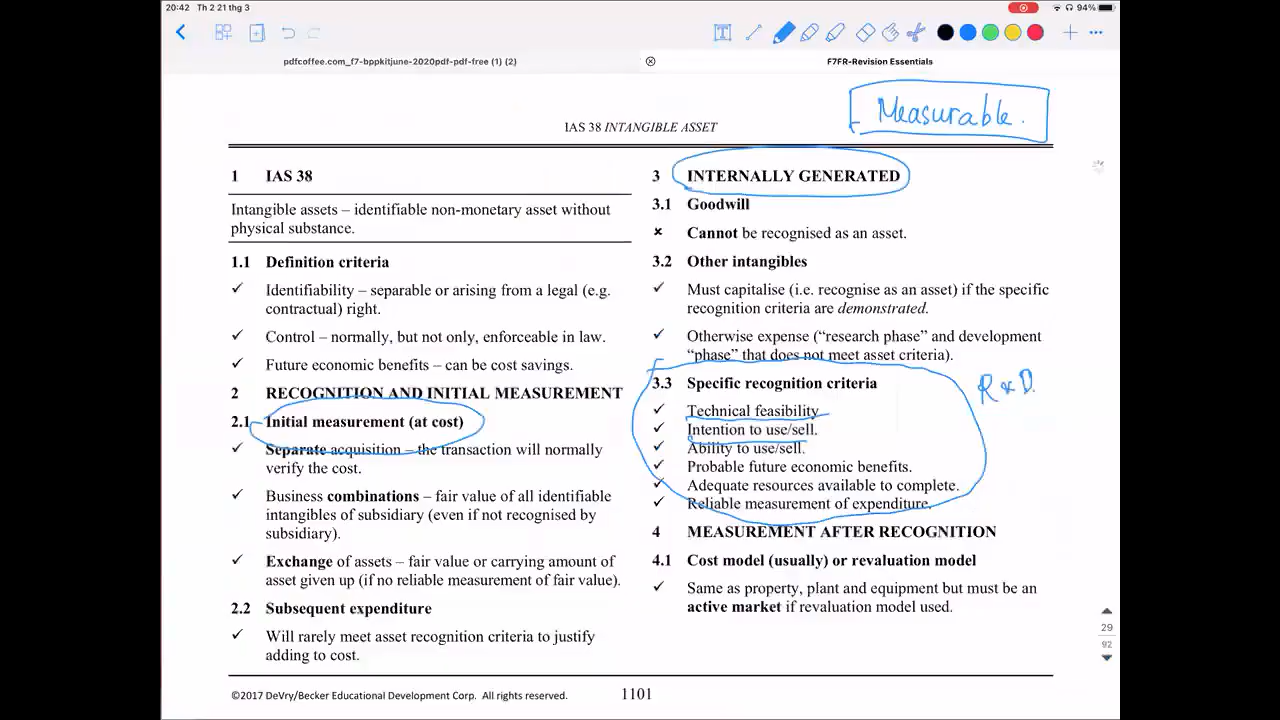 20:42 Th 2 21 thg 3
94%
pdfcoffee.com_f7-bppkitjune-2020pdf-pdf-free (1) (2)
F7FR-Revision Essentials
Measurable.
IAS 38 INTANGIBLE ASSET
1 IAS 38
Intangible assets – identifiable non-monetary asset without
physical substance.
1.1 Definition criteria
✓ Identifiability – separable or arising from a legal (e.g.
contractual) right.
✓ Control – normally, but not only, enforceable in law.
✓ Future economic benefits – can be cost savings.
2 RECOGNITION AND INITIAL MEASUREMENT
2.1 Initial measurement (at cost)
✓ Separate acquisition – the transaction will normally
verify the cost.
✓ Business combinations – fair value of all identifiable
intangibles of subsidiary (even if not recognised by
subsidiary).
✓ Exchange of assets – fair value or carrying amount of
asset given up (if no reliable measurement of fair value).
2.2 Subsequent expenditure
✓ Will rarely meet asset recognition criteria to justify
adding to cost.
3 INTERNALLY GENERATED
3.1 Goodwill
× Cannot be recognised as an asset.
3.2 Other intangibles
✓ Must capitalise (i.e. recognise as an asset) if the specific
recognition criteria are demonstrated.
✓ Otherwise expense (“research phase” and development
“phase” that does not meet asset criteria).
3.3 Specific recognition criteria
R & D.
✓ Technical feasibility.
✓ Intention to use/sell.
✓ Ability to use/sell.
✓ Probable future economic benefits.
✓ Adequate resources available to complete.
✓ Reliable measurement of expenditure.
4 MEASUREMENT AFTER RECOGNITION
4.1 Cost model (usually) or revaluation model
✓ Same as property, plant and equipment but must be an
active market if revaluation model used.
29
92
©2017 DeVry/Becker Educational Development Corp. All rights reserved.
1101